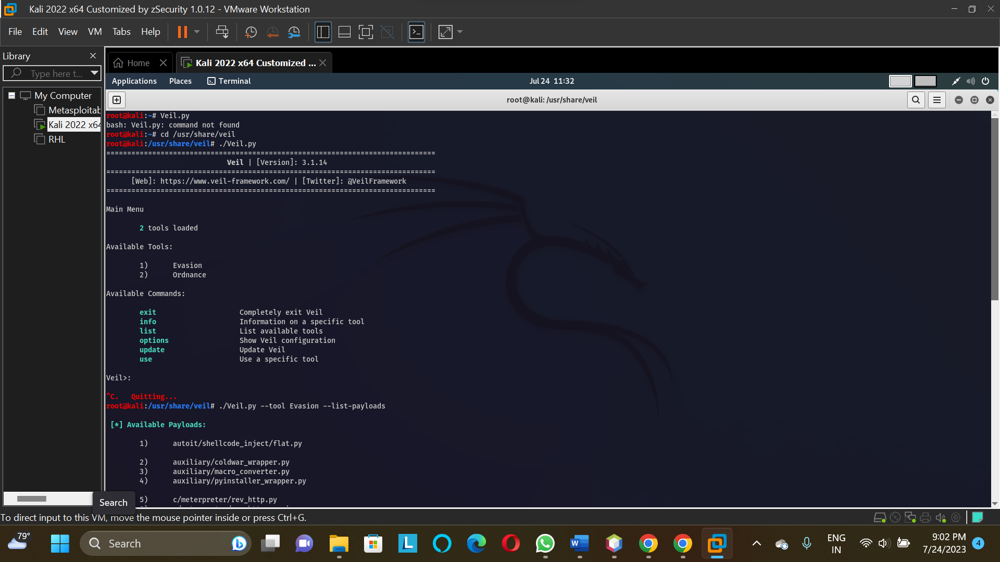 Kali 2022 x64 Customized by zSecurity 1.0.12 - VMware Workstation
File Edit View VM Tabs Help
Library
Type here t...
My Computer
Metasploitab
Kali 2022 x64
RHL
Home
Kali 2022 x64 Customized ...
Applications Places Terminal Jul 24 11:32
root@kali: /usr/share/veil
root@kali:~# Veil.py
bash: Veil.py: command not found
root@kali:~# cd /usr/share/veil
root@kali:/usr/share/veil# ./Veil.py
===============================================================================
Veil | [Version]: 3.1.14
===============================================================================
[Web]: https://www.veil-framework.com/ | [Twitter]: @VeilFramework
===============================================================================
Main Menu
2 tools loaded
Available Tools:
1) Evasion
2) Ordnance
Available Commands:
exit Completely exit Veil
info Information on a specific tool
list List available tools
options Show Veil configuration
update Update Veil
use Use a specific tool
Veil>:
^C. Quitting...
root@kali:/usr/share/veil# ./Veil.py --tool Evasion --list-payloads
[*] Available Payloads:
1) autoit/shellcode_inject/flat.py
2) auxiliary/coldwar_wrapper.py
3) auxiliary/macro_converter.py
4) auxiliary/pyinstaller_wrapper.py
5) c/meterpreter/rev_http.py
Search
To direct input to this VM, move the mouse pointer inside or press Ctrl+G.
79°
Search
ENG
IN
9:02 PM
7/24/2023
4